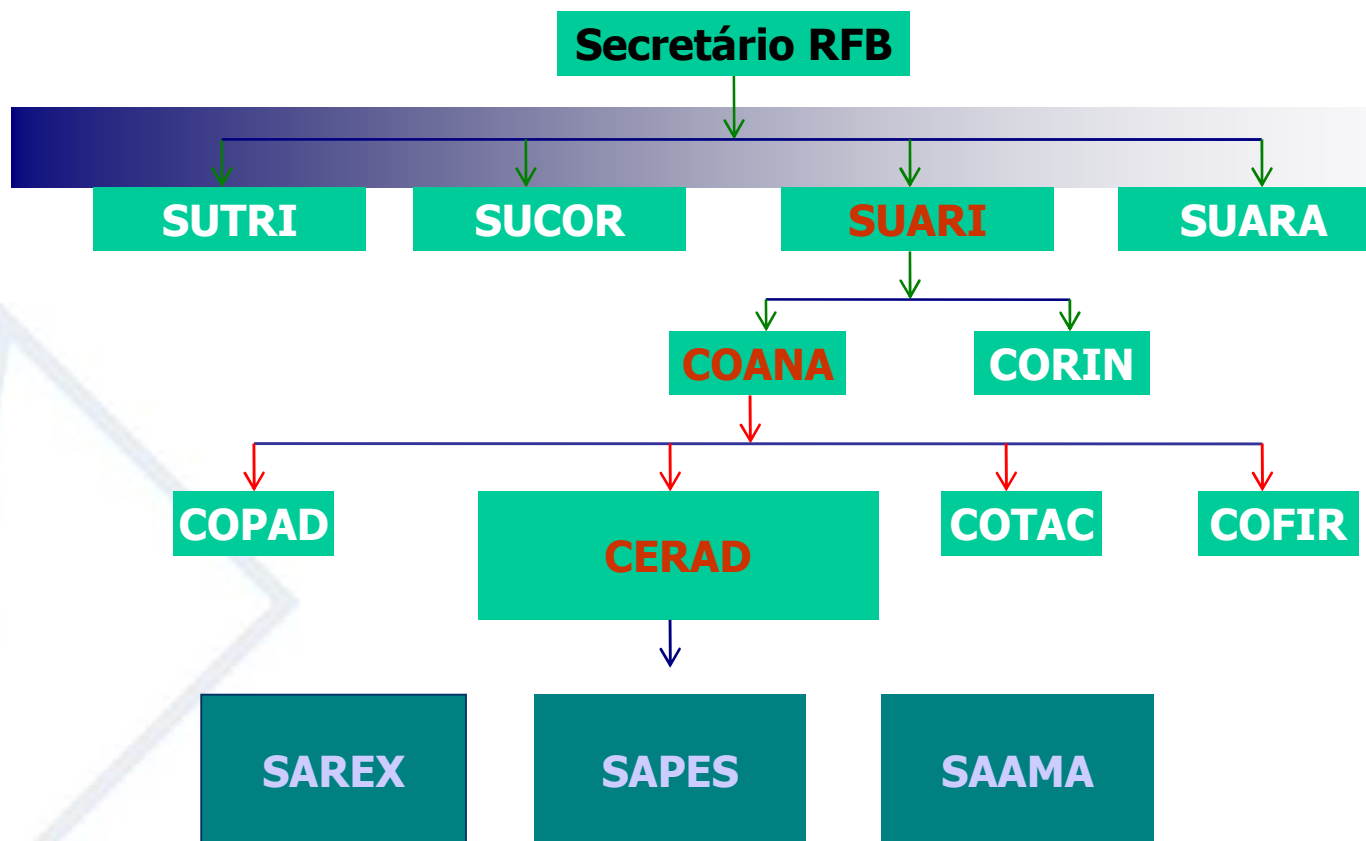 Secretário RFB
SUTRI
SUCOR
SUARI
SUARA
COANA
CORIN
COPAD
CERAD
COTAC
COFIR
SAREX
SAPES
SAAMA